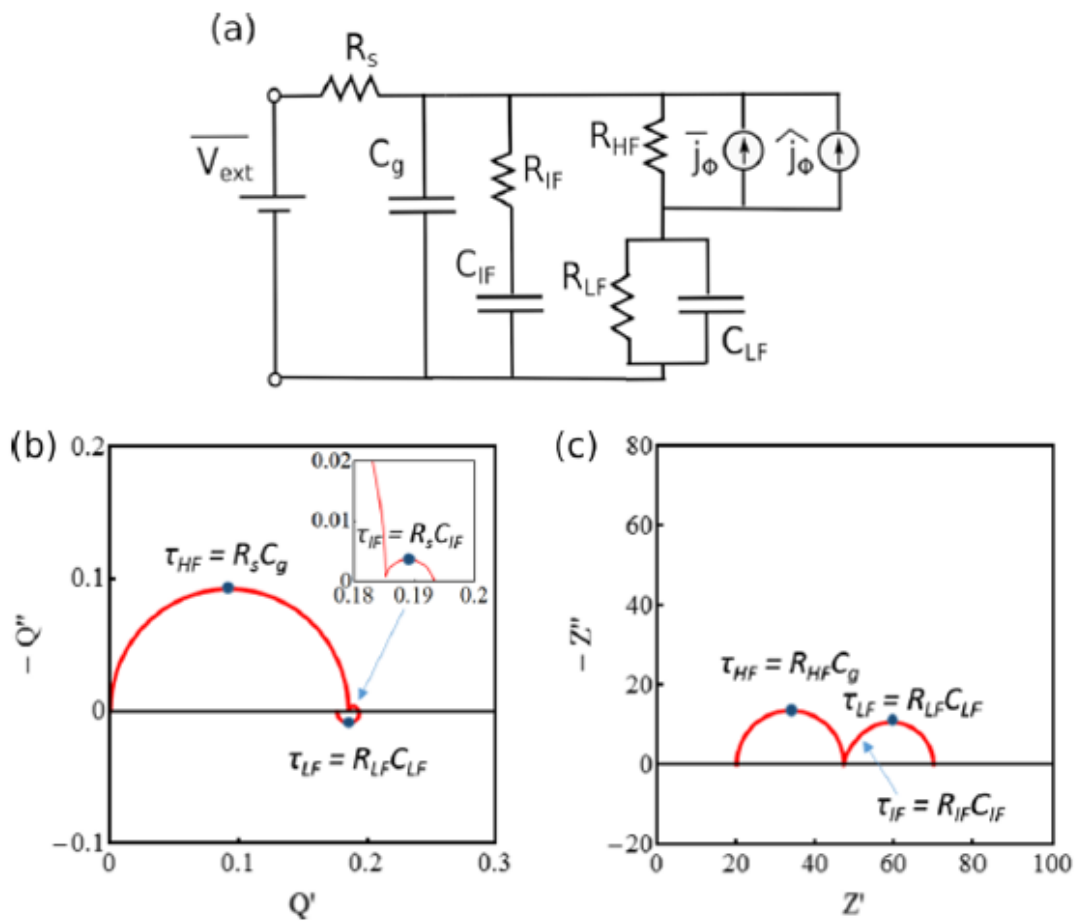 (a)
R_s
V_ext
C_g
R_IF
C_IF
R_HF
j̅_Φ
ĵ_Φ
R_LF
C_LF
(b)
0.2
0.1
0
−0.1
− Q''
0
0.1
0.2
0.3
Q'
τ_HF = R_sC_g
0.02
0.01
0
τ_IF = R_sC_IF
0.18
0.19
0.2
τ_LF = R_LFC_LF
(c)
80
60
40
20
0
−20
− Z''
0
20
40
60
80
100
Z'
τ_HF = R_HFC_g
τ_LF = R_LFC_LF
τ_IF = R_IFC_IF